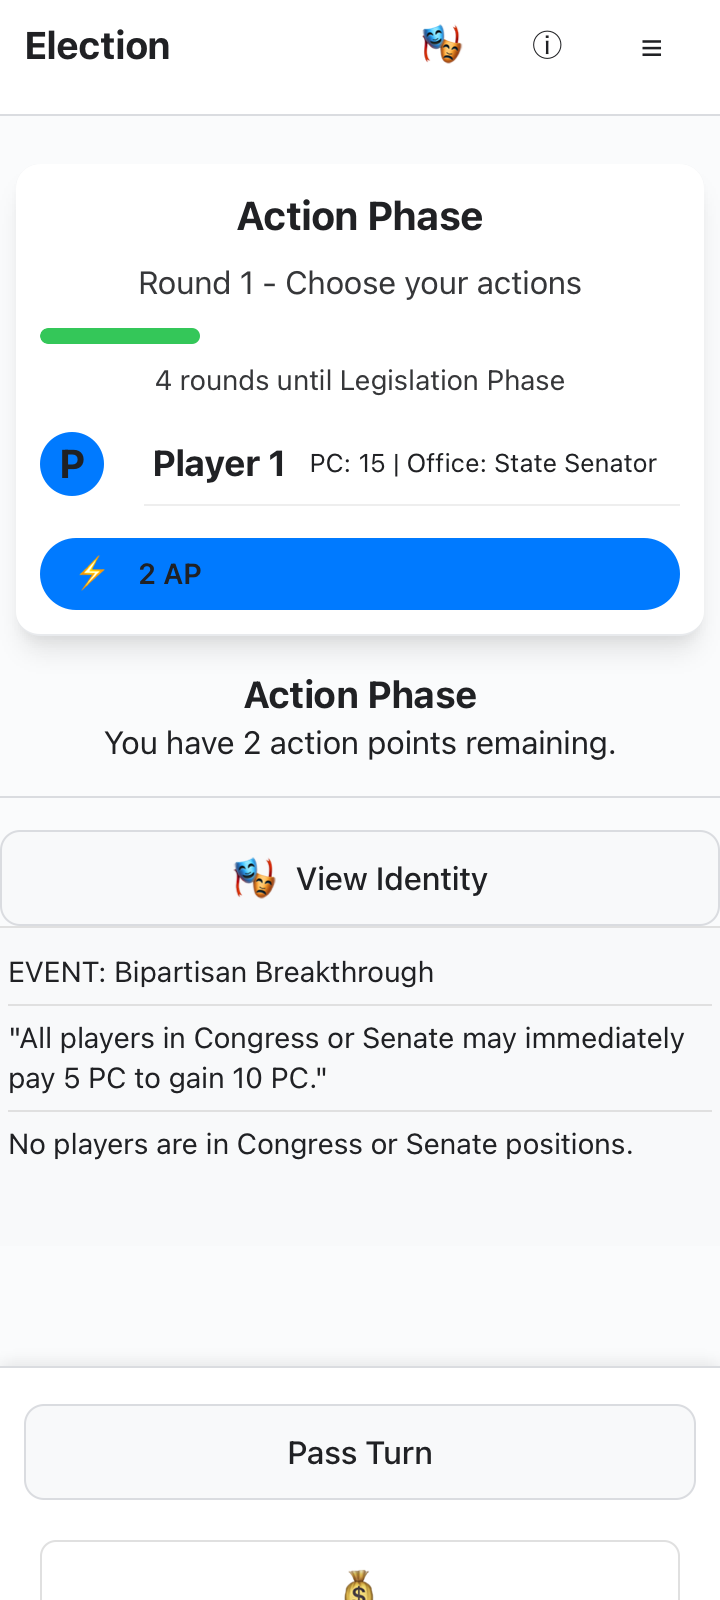 Election
Action Phase
Round 1 - Choose your actions
4 rounds until Legislation Phase
P
Player 1 PC: 15 | Office: State Senator
2 AP
Action Phase
You have 2 action points remaining.
View Identity
EVENT: Bipartisan Breakthrough
"All players in Congress or Senate may immediately
pay 5 PC to gain 10 PC."
No players are in Congress or Senate positions.
Pass Turn